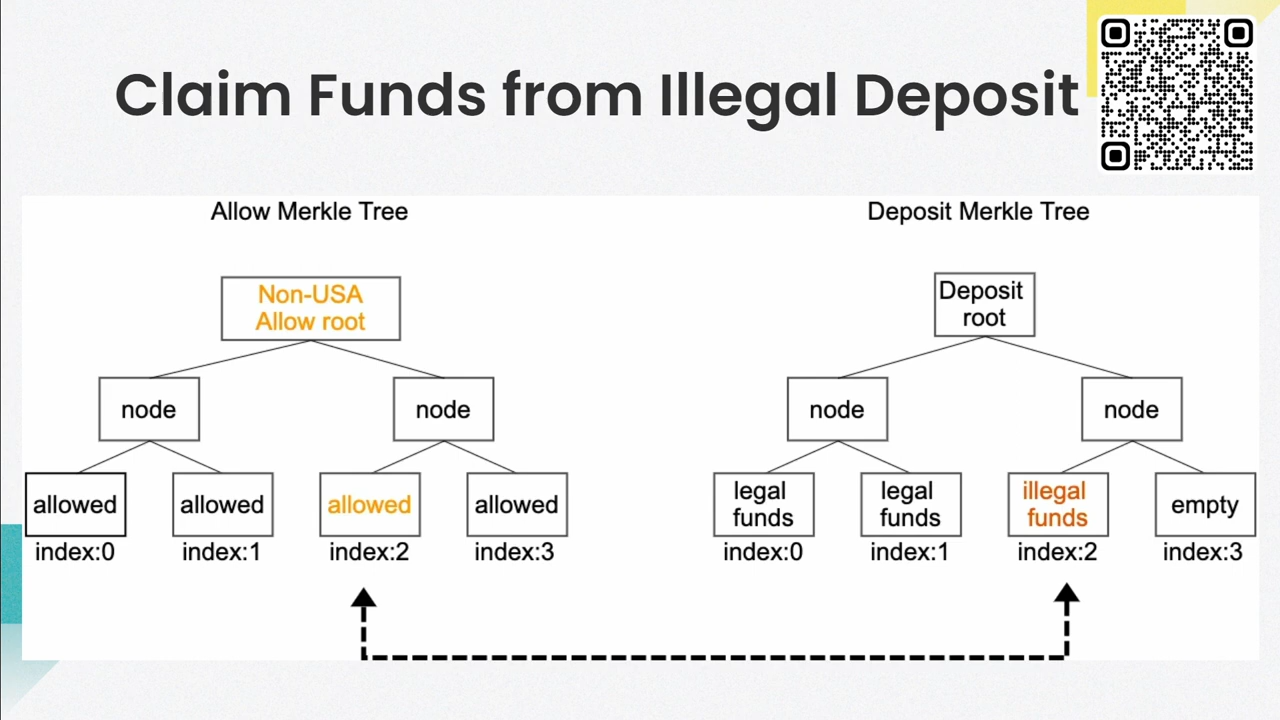 Claim Funds from Illegal Deposit
Allow Merkle Tree
Non-USA
Allow root
node
node
allowed
allowed
allowed
allowed
index:0
index:1
index:2
index:3
Deposit Merkle Tree
Deposit
root
node
node
legal
funds
legal
funds
illegal
funds
empty
index:0
index:1
index:2
index:3